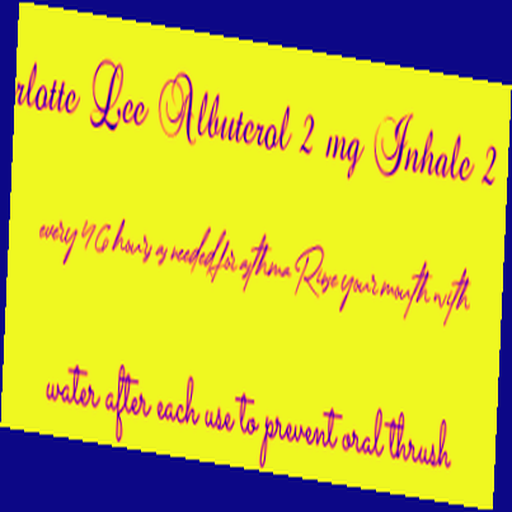 rlotte Lee Albuterol 2 mg Inhale 2
every 4 6 hours as needed for asthma Rinse your mouth with
water after each use to prevent oral thrush